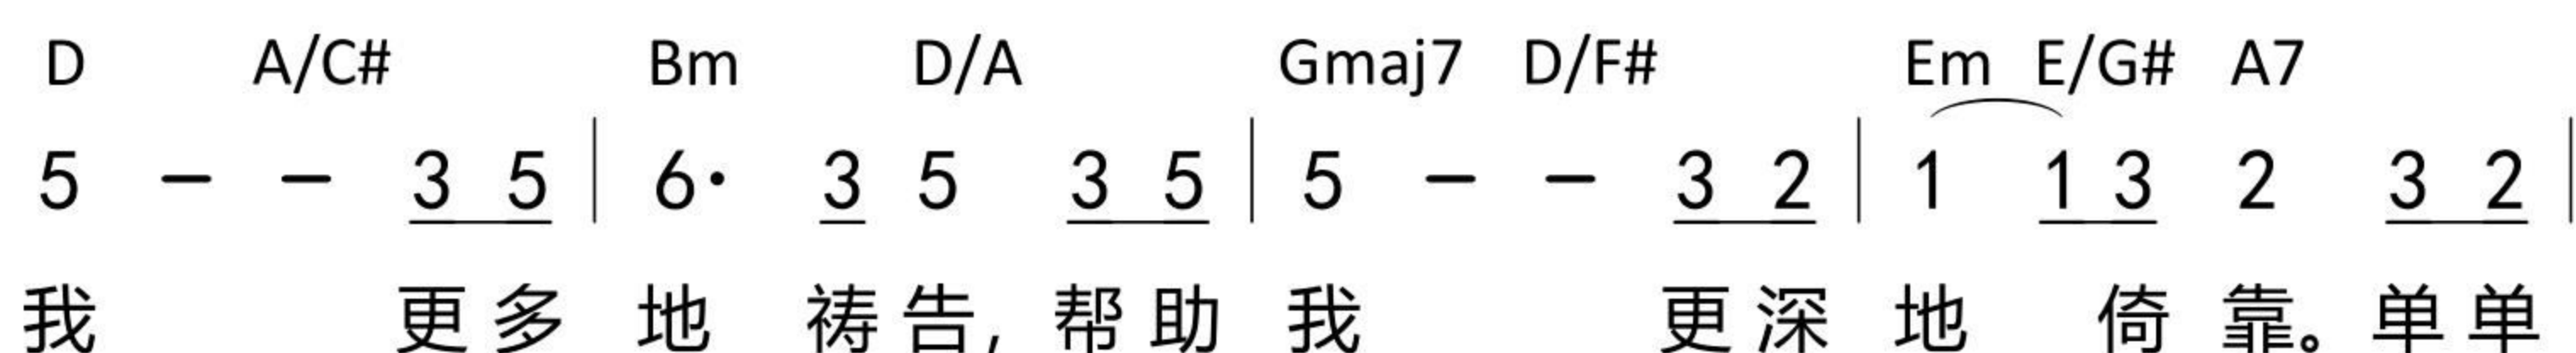 D A/C# Bm D/A Gmaj7 D/F# Em E/G# A7
5 – – 3 5 | 6· 3 5 3 5 | 5 – – 3 2 | 1 1 3 2 3 2 |
我 更多 地 祷告, 帮助 我 更深 地 倚靠。单单